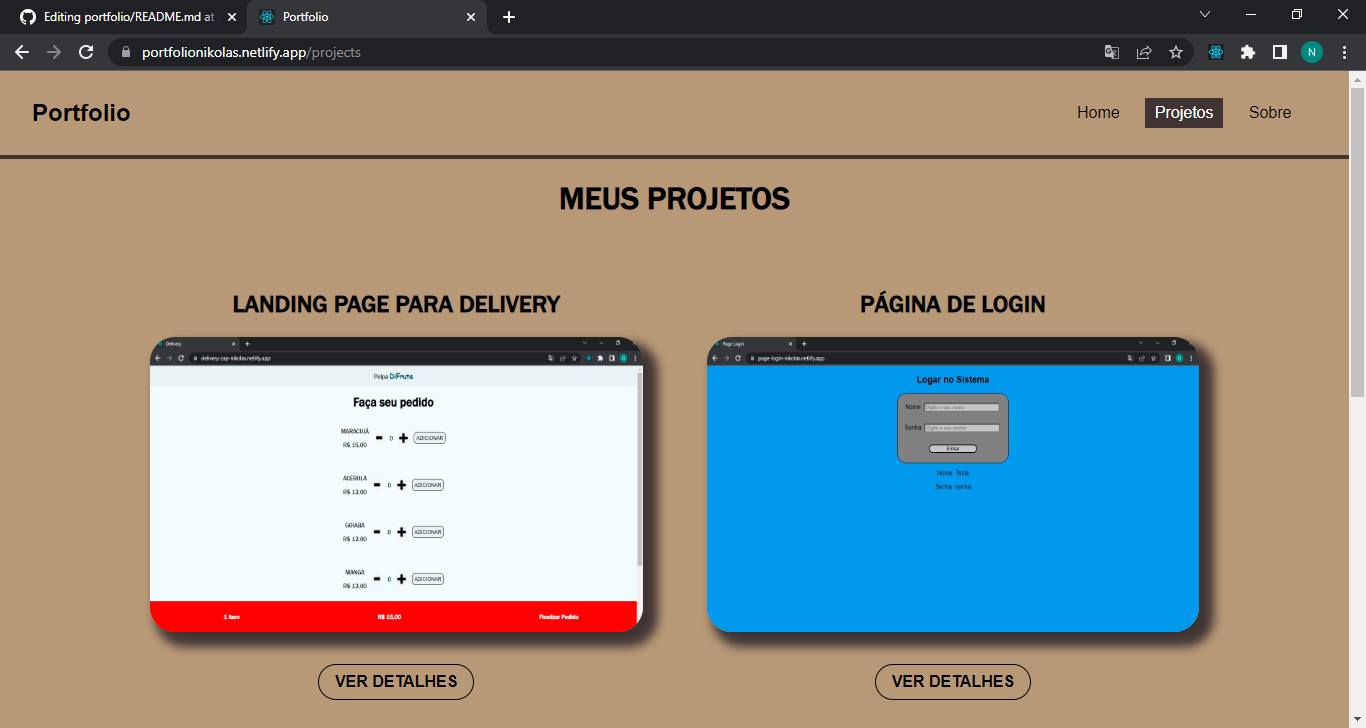 Editing portfolio/README.md at
Portfolio
portfolionikolas.netlify.app/projects
N
Portfolio
Home
Projetos
Sobre
MEUS PROJETOS
LANDING PAGE PARA DELIVERY
PÁGINA DE LOGIN
Delivery
delivery-cap-nikolas.netlify.app
Polpa DiFruta
Faça seu pedido
MARACUJÁ
R$ 15,00
0
ADICIONAR
ACEROLA
R$ 12,00
0
ADICIONAR
GOIABA
R$ 12,00
0
ADICIONAR
MANGA
R$ 12,00
0
ADICIONAR
1 item
R$ 15,00
Realizar Pedido
Page Login
page-login-nikolas.netlify.app
Logar no Sistema
Nome: Digite o seu nome
Senha: Digite a sua senha
Entrar
Nome: Teste
Senha: senha
VER DETALHES
VER DETALHES